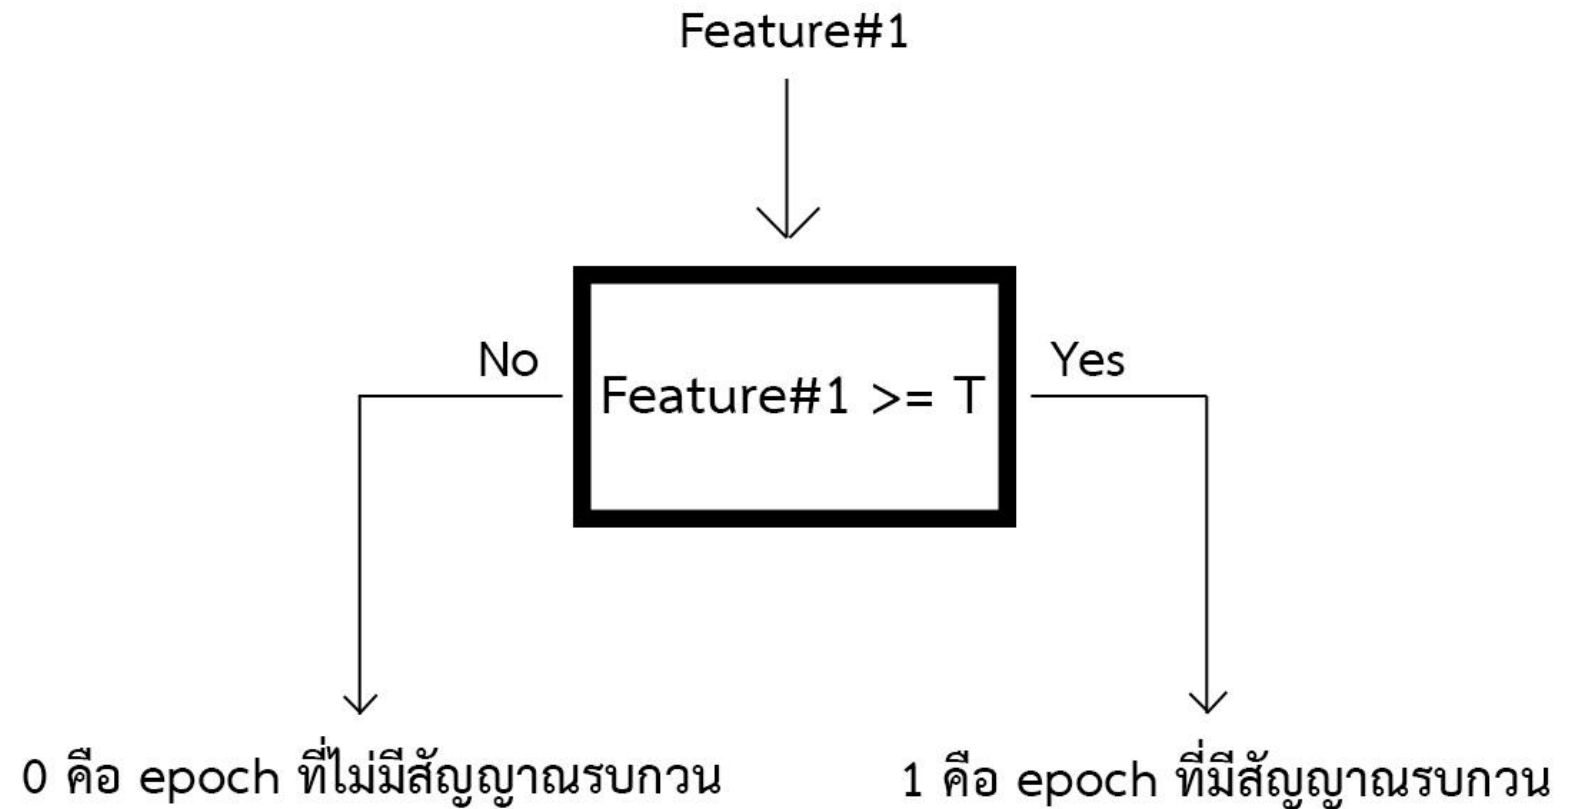 Feature#1
No
Yes
Feature#1 >= T
0 คือ epoch ที่ไม่มีสัญญาณรบกวน
1 คือ epoch ที่มีสัญญาณรบกวน